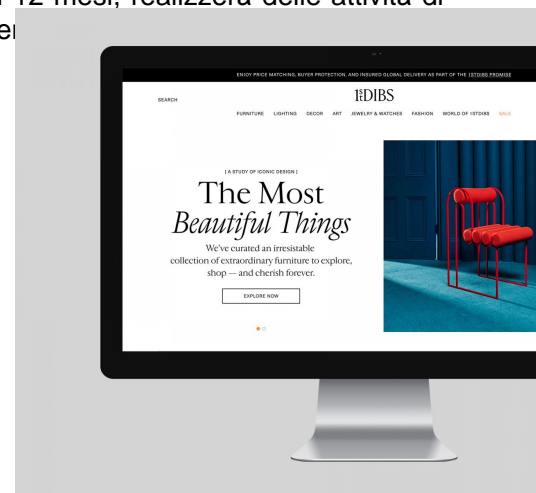 12 mesi, realizzerà delle attività di
ENJOY PRICE MATCHING, BUYER PROTECTION, AND INSURED GLOBAL DELIVERY AS PART OF THE 1STDIBS PROMISE
SEARCH
1STDIBS
FURNITURE LIGHTING DECOR ART JEWELRY & WATCHES FASHION WORLD OF 1STDIBS SALE
[ A STUDY OF ICONIC DESIGN ]
The Most
Beautiful Things
We've curated an irresistable
collection of extraordinary furniture to explore,
shop — and cherish forever.
EXPLORE NOW